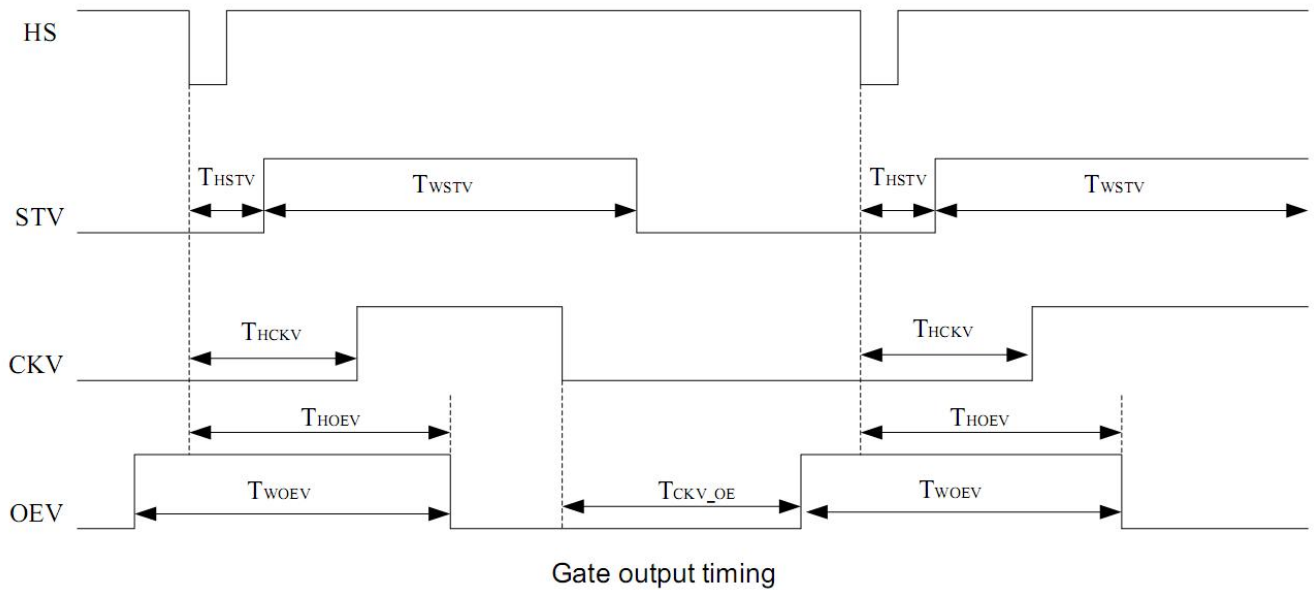 HS
THSTV
TWSTV
THSTV
TWSTV
STV
THCKV
THCKV
CKV
THOEV
THOEV
TWOEV
TCKV_OE
TWOEV
OEV
Gate output timing